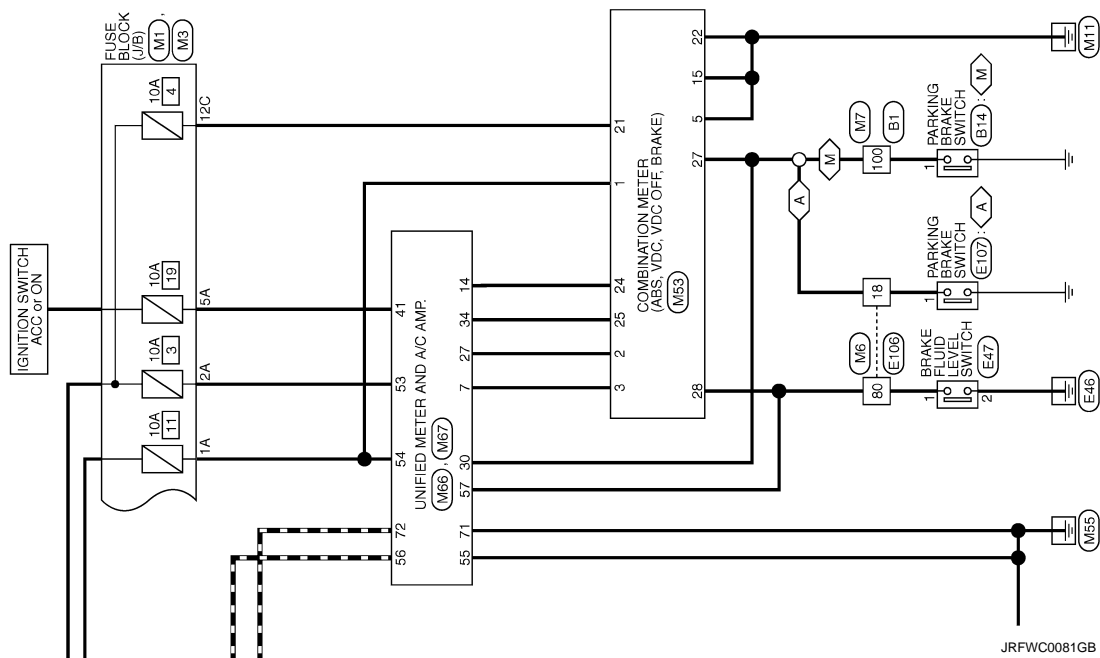 FUSE
BLOCK
(J/B)
M1
,
M3
10A
4
12C
10A
19
5A
10A
3
2A
10A
11
1A
IGNITION SWITCH
ACC or ON
UNIFIED METER AND A/C AMP.
M66 , M67
41
53
54
72
56
14
34
27
7
30
57
71
55
COMBINATION METER
(ABS, VDC, VDC OFF, BRAKE)
M53
21
1
24
25
2
3
22
15
5
27
28
M11
A
M
M7
B1
100
1
PARKING
BRAKE
SWITCH
B14 : M
18
1
PARKING
BRAKE
SWITCH
E107 : A
M6
E106
80
1
2
BRAKE
FLUID
LEVEL
SWITCH
E47
E46
M55
JRFWC0081GB